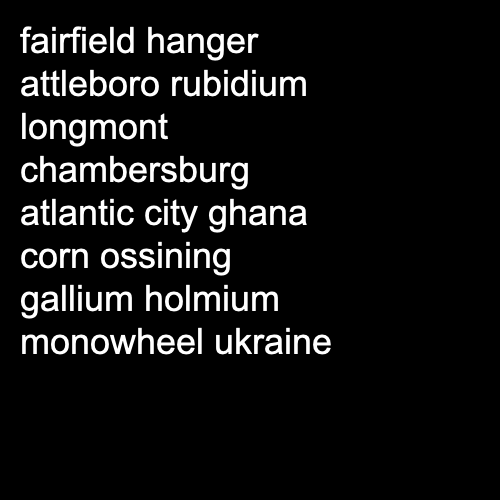 fairfield hanger
attleboro rubidium
longmont
chambersburg
atlantic city ghana
corn ossining
gallium holmium
monowheel ukraine